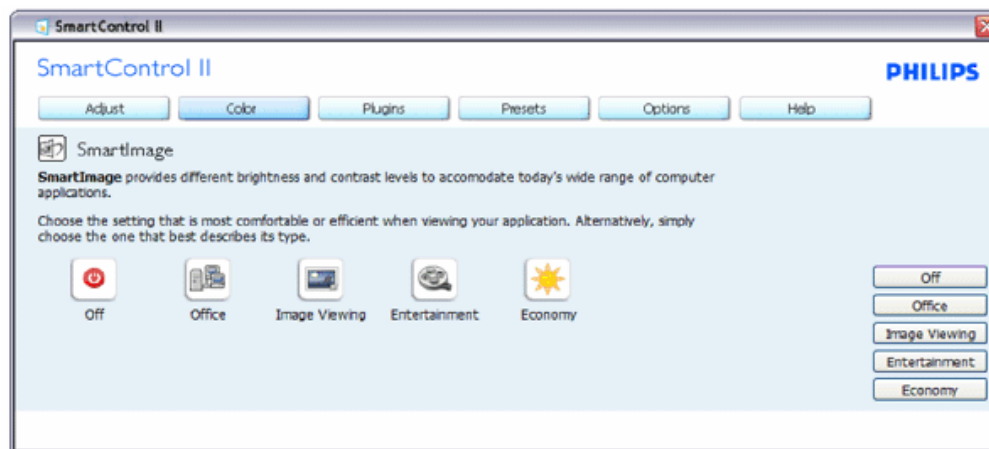 SmartControl II
SmartControl II
PHILIPS
Adjust Color Plugins Presets Options Help
SmartImage
SmartImage provides different brightness and contrast levels to accomodate today's wide range of computer
applications.
Choose the setting that is most comfortable or efficient when viewing your application. Alternatively, simply
choose the one that best describes its type.
Off Office Image Viewing Entertainment Economy
Off
Office
Image Viewing
Entertainment
Economy